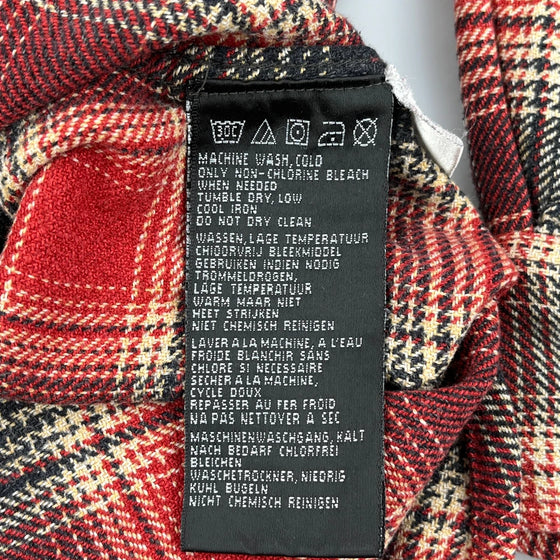 30C
MACHINE WASH, COLD
ONLY NON-CHLORINE BLEACH
WHEN NEEDED
TUMBLE DRY, LOW
COOL IRON
DO NOT DRY CLEAN
WASSEN, LAGE TEMPERATUUR
CHIOORVRIJ BLEEKMIDDEL
GEBRUIKEN INDIEN NODIG
TROMMELDROGEN,
LAGE TEMPERATUUR
WARM MAAR NIET
HEET STRIJKEN
NIET CHEMISCH REINIGEN
LAVER A LA MACHINE, A L'EAU
FROIDE BLANCHIR SANS
CHLORE SI NECESSAIRE
SECHER A LA MACHINE,
CYCLE DOUX
REPASSER AU FER FROID
NA PAS NETTOYER A SEC
MASCHINENWASCHGANG, KALT
NACH BEDARF CHLORFREI
BLEICHEN
WASCHETROCKNER, NIEDRIG
KUHL BUGELN
NICHT CHEMISCH REINIGEN